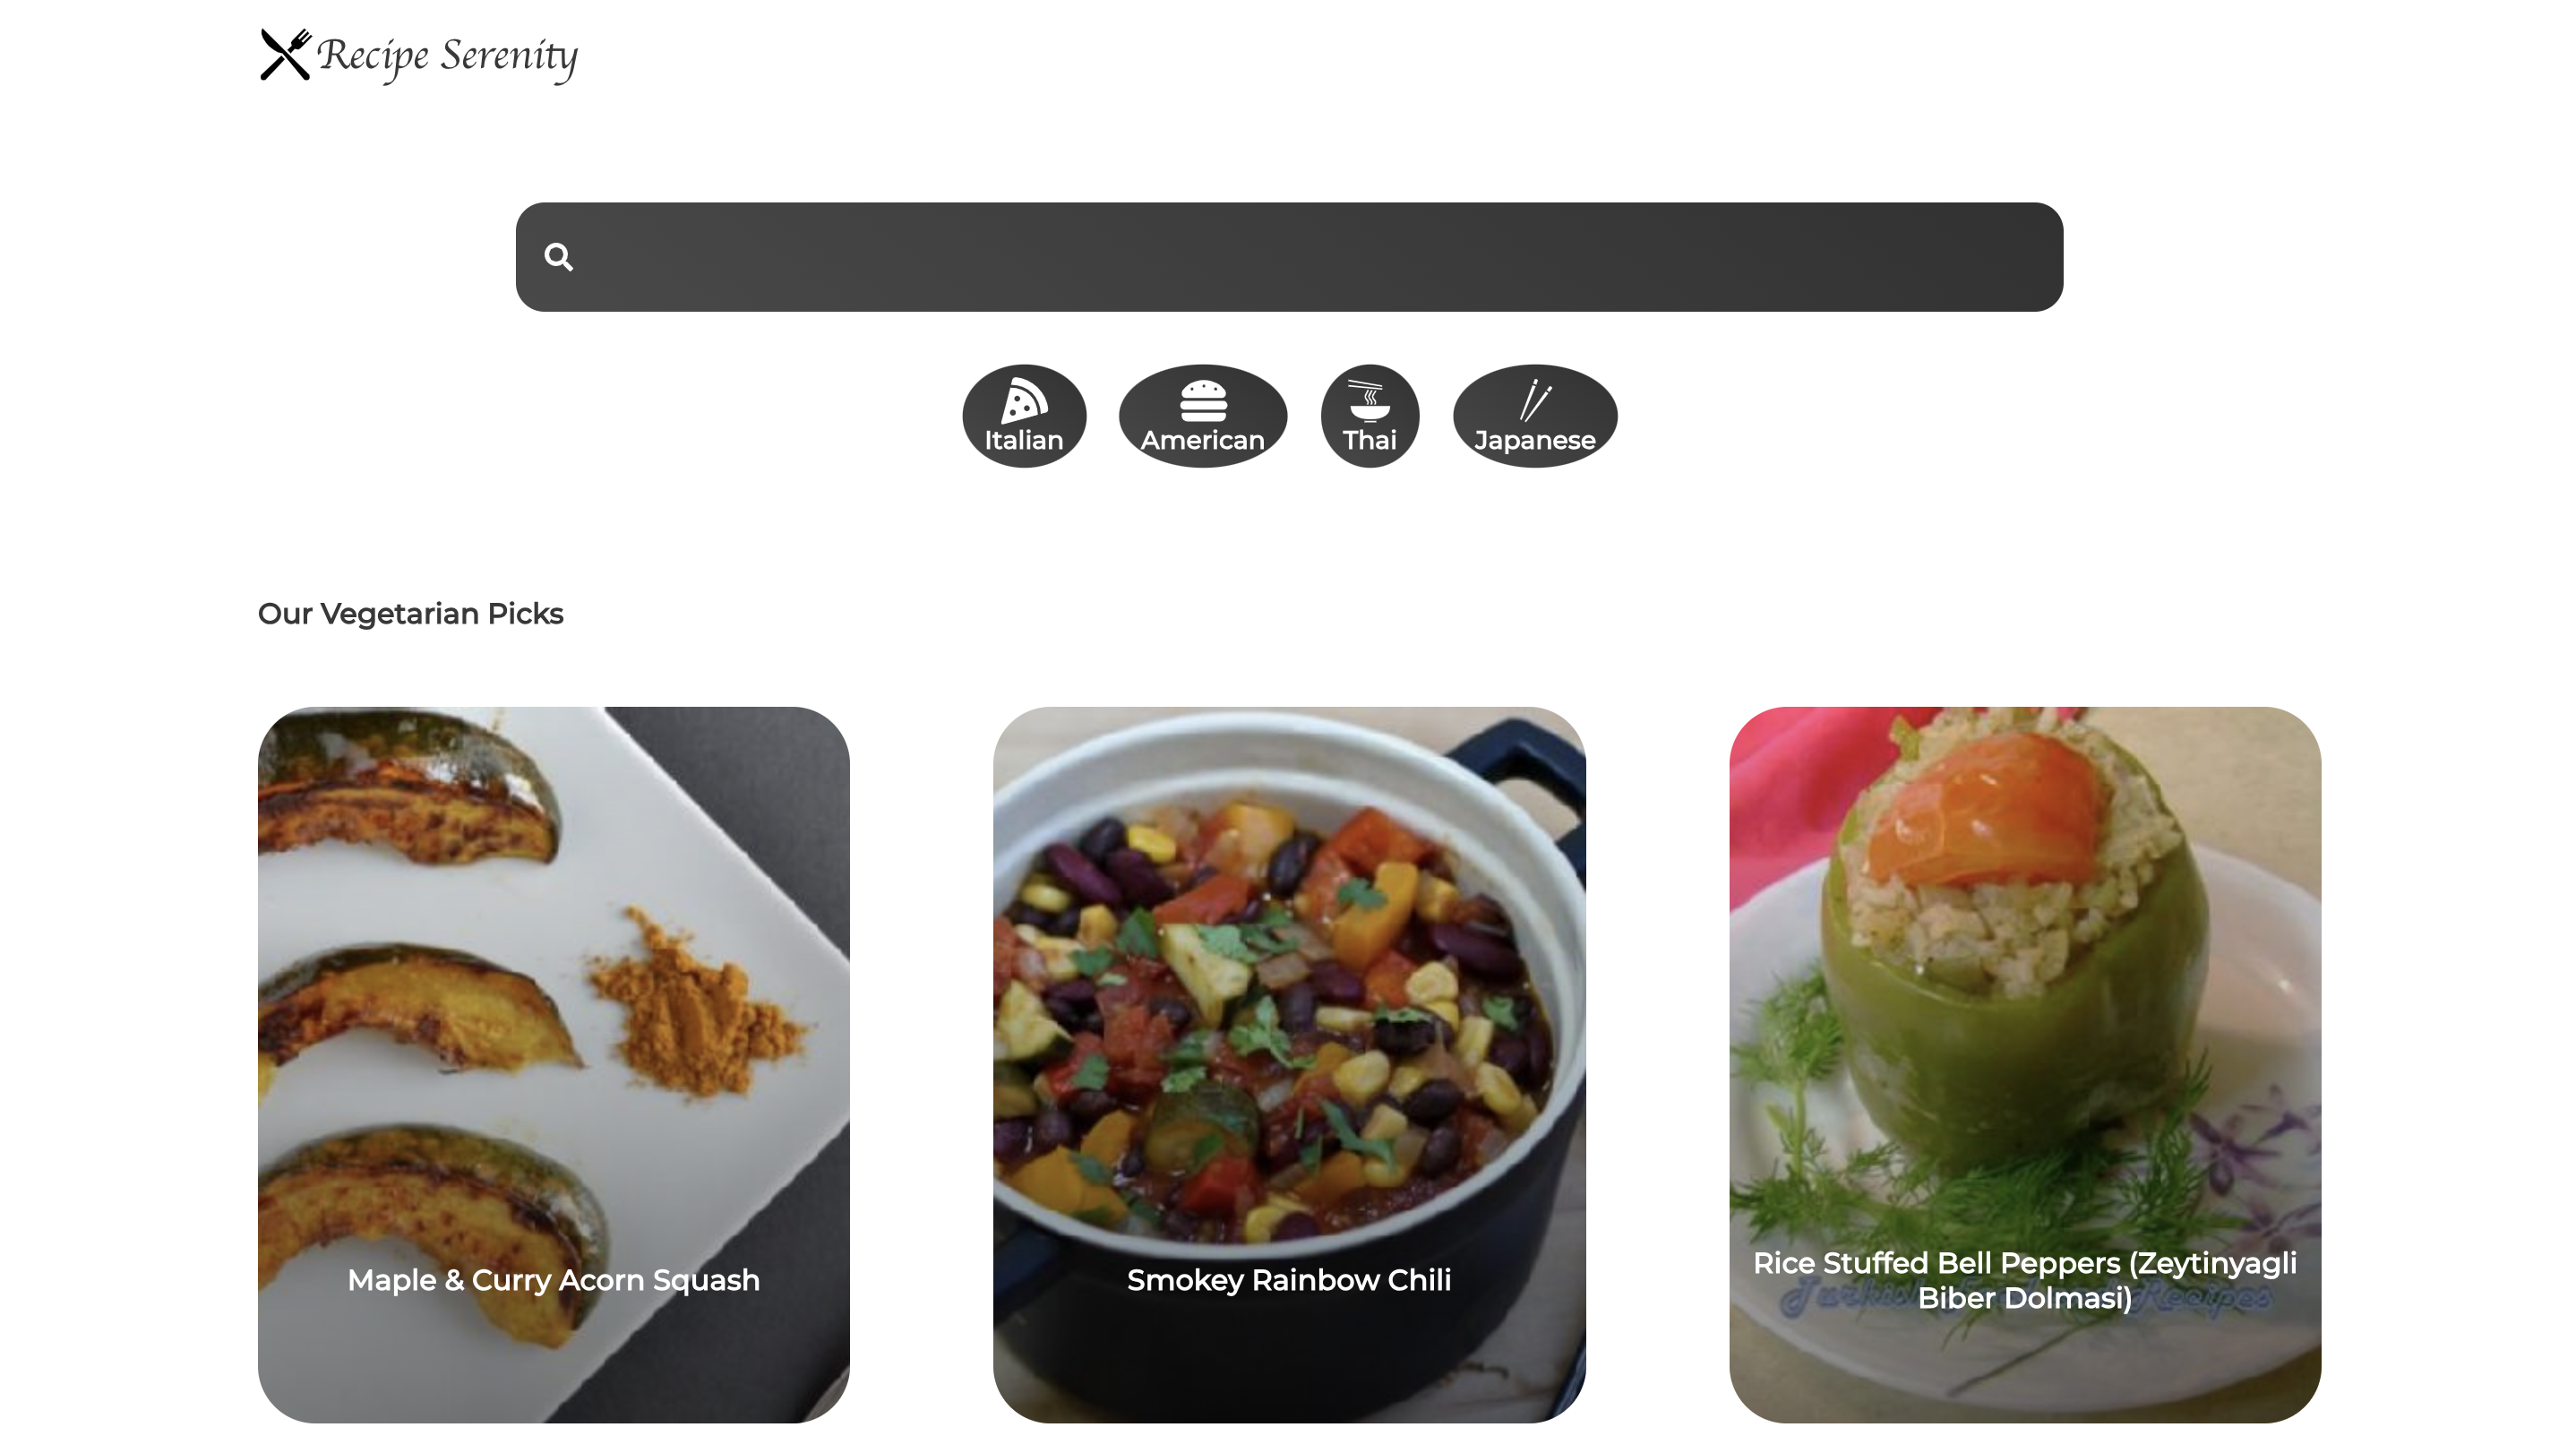 Recipe Serenity
Italian
American
Thai
Japanese
Our Vegetarian Picks
Maple & Curry Acorn Squash
Smokey Rainbow Chili
Rice Stuffed Bell Peppers (Zeytinyagli
Biber Dolmasi)